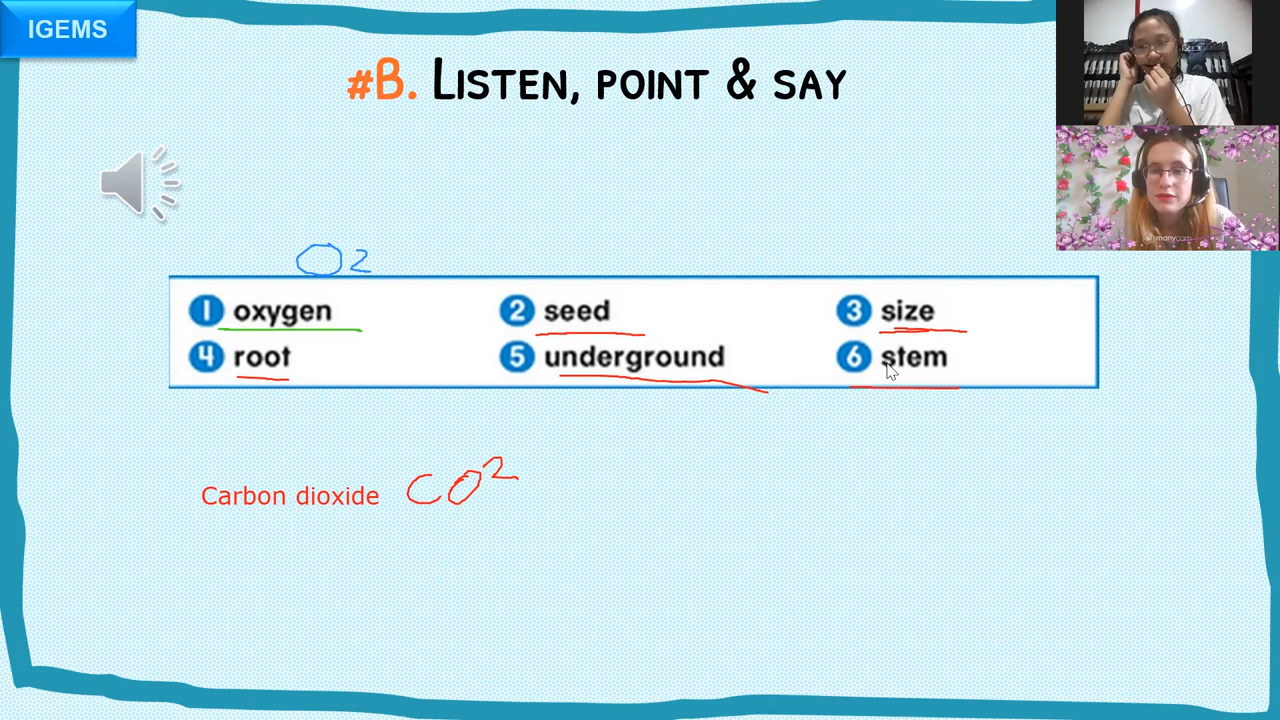 IGEMS
#B. LISTEN, POINT & SAY
O2
1 oxygen 2 seed 3 size
4 root 5 underground 6 stem
Carbon dioxide CO2
manycam